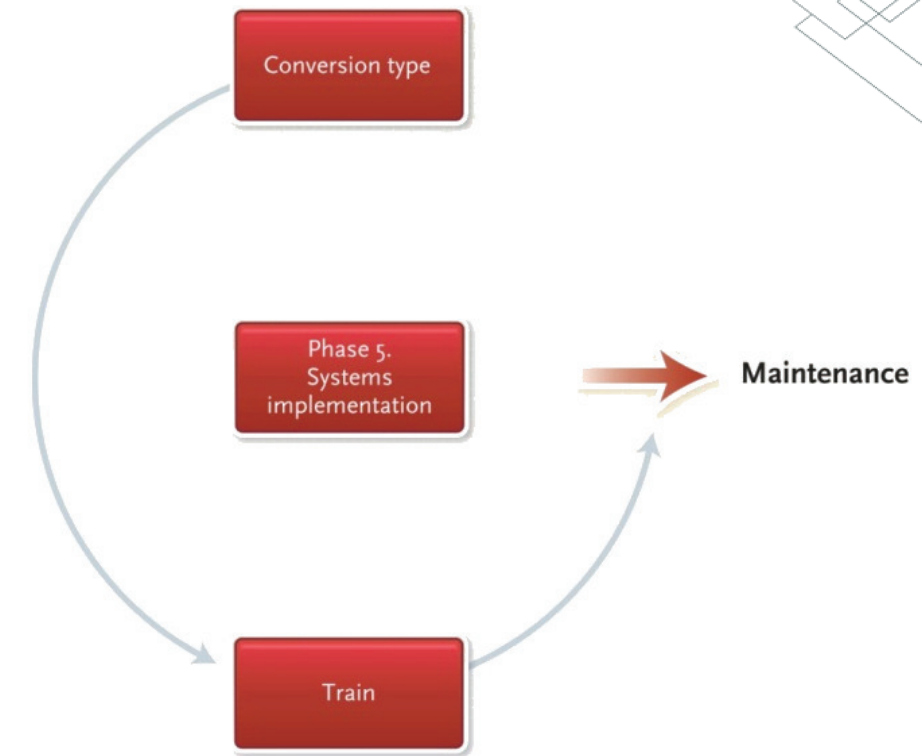 Conversion type
Phase 5.
Systems
implementation
Maintenance
Train